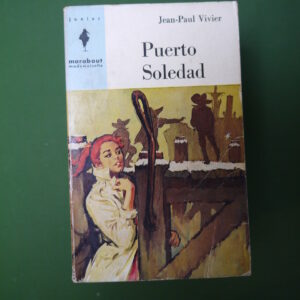 junior
marabout
mademoiselle
Jean-Paul Vivier
Puerto
Soledad